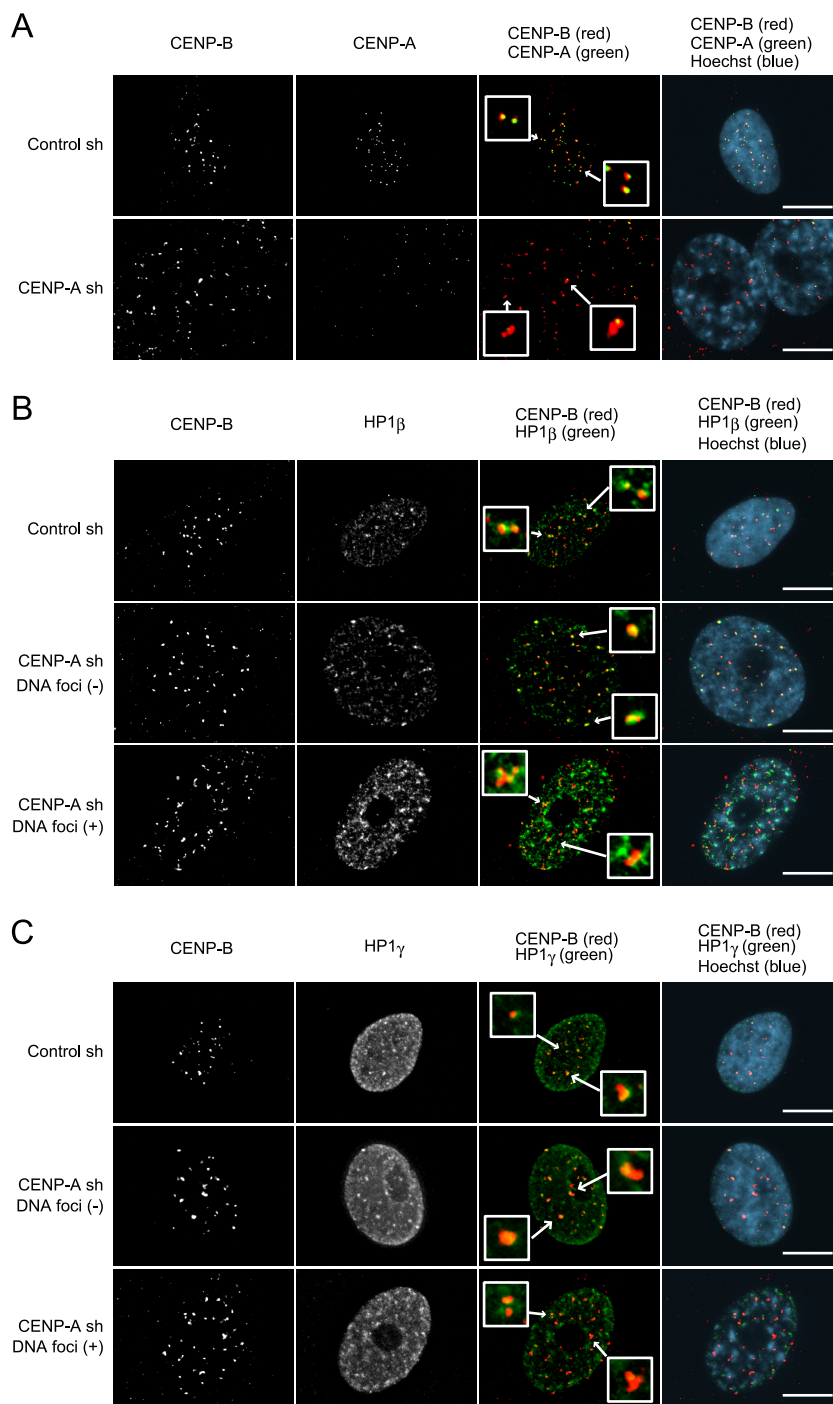 A
CENP-B
CENP-A
CENP-B (red)
CENP-A (green)
CENP-B (red)
CENP-A (green)
Hoechst (blue)
Control sh
CENP-A sh
B
CENP-B
HP1β
CENP-B (red)
HP1β (green)
CENP-B (red)
HP1β (green)
Hoechst (blue)
Control sh
CENP-A sh
DNA foci (-)
CENP-A sh
DNA foci (+)
C
CENP-B
HP1γ
CENP-B (red)
HP1γ (green)
CENP-B (red)
HP1γ (green)
Hoechst (blue)
Control sh
CENP-A sh
DNA foci (-)
CENP-A sh
DNA foci (+)